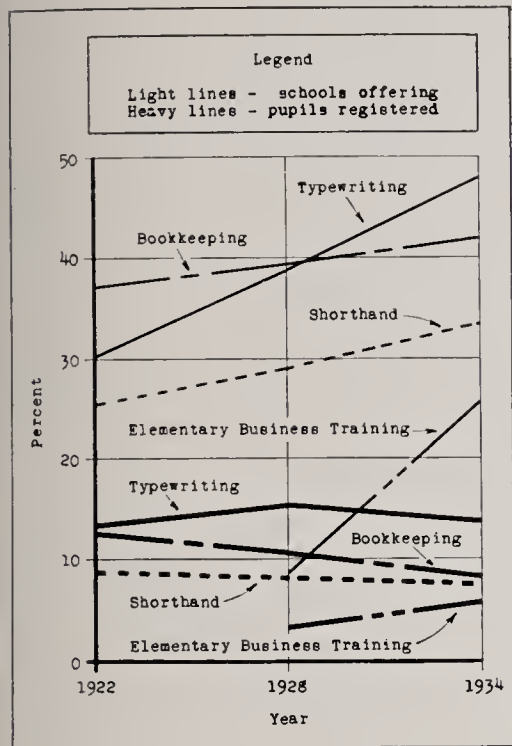 Legend
Light lines - schools offering
Heavy lines - pupils registered
50
Typewriting
Bookkeeping
40
Shorthand
30
Percent
Elementary Business Training
20
Typewriting
Bookkeeping
10
Shorthand
Elementary Business Training
0
1922
1928
1934
Year